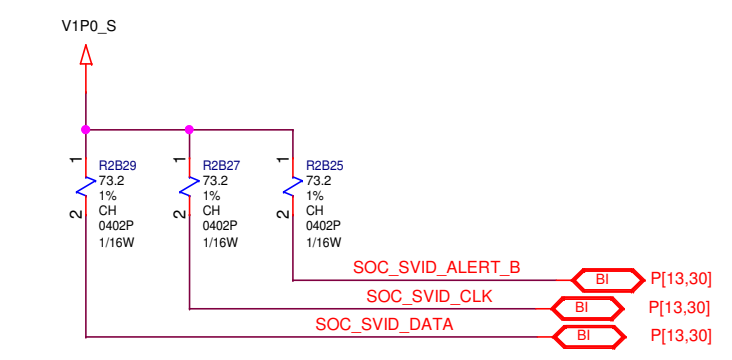 V1P0_S
1
R2B29
73.2
1%
CH
0402P
1/16W
2
1
R2B27
73.2
1%
CH
0402P
1/16W
2
1
R2B25
73.2
1%
CH
0402P
1/16W
2
SOC_SVID_ALERT_B
BI
P[13,30]
SOC_SVID_CLK
BI
P[13,30]
SOC_SVID_DATA
BI
P[13,30]